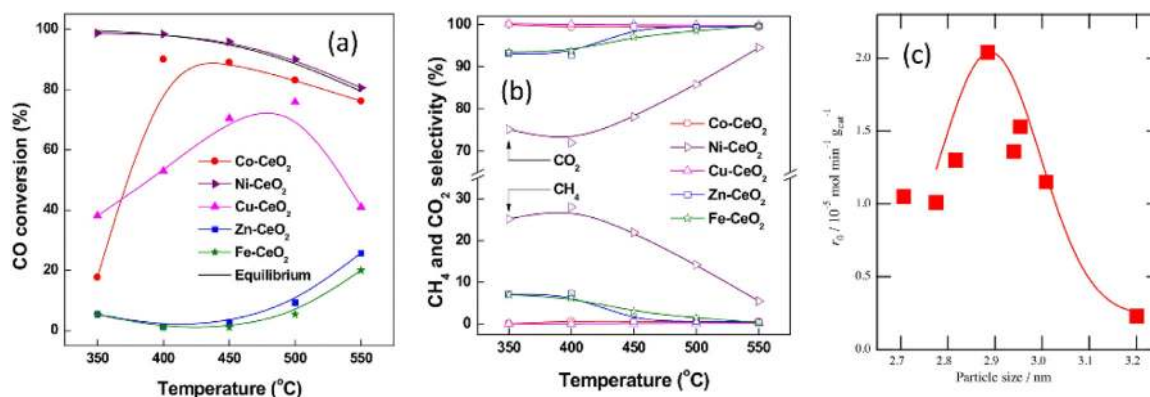 (a)
CO conversion (%)
100
80
60
40
20
0
Co-CeO₂
Ni-CeO₂
Cu-CeO₂
Zn-CeO₂
Fe-CeO₂
Equilibrium
350 400 450 500 550
Temperature (°C)
(b)
CH₄ and CO₂ selectivity (%)
100
90
80
70
30
20
10
0
CO₂
CH₄
Co-CeO₂
Ni-CeO₂
Cu-CeO₂
Zn-CeO₂
Fe-CeO₂
350 400 450 500 550
Temperature (°C)
(c)
r₀ / 10⁻⁵ mol min⁻¹ g_cat⁻¹
2.0
1.5
1.0
0.5
0.0
2.7 2.8 2.9 3.0 3.1 3.2
Particle size / nm